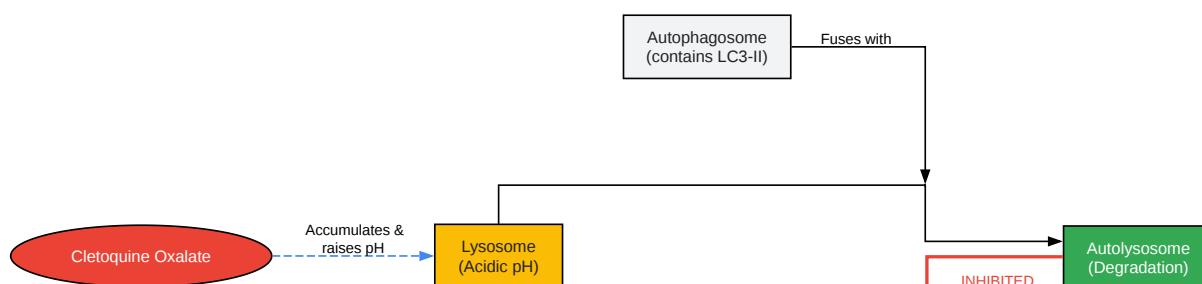 Autophagosome
(contains LC3-II)
Fuses with
Accumulates &
raises pH
Cletoquine Oxalate
Lysosome
(Acidic pH)
Autolysosome
(Degradation)
INHIBITED